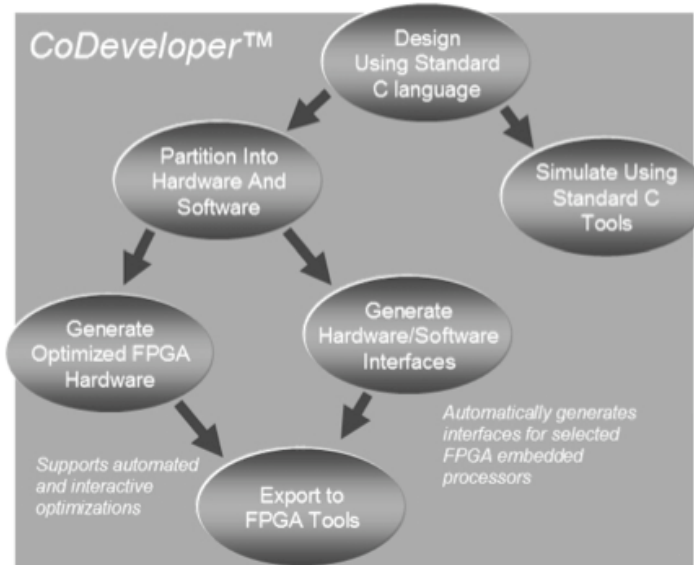 CoDeveloper™
Design
Using Standard
C language
Partition Into
Hardware And
Software
Simulate Using
Standard C
Tools
Generate
Optimized FPGA
Hardware
Generate
Hardware/Software
Interfaces
Supports automated
and interactive
optimizations
Automatically generates
interfaces for selected
FPGA embedded
processors
Export to
FPGA Tools